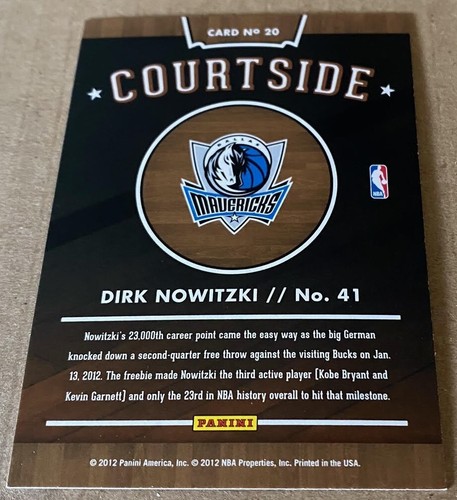 CARD Nº 20
COURTSIDE
DALLAS
MAVERICKS
NBA
DIRK NOWITZKI // No. 41
Nowitzki's 23,000th career point came the easy way as the big German
knocked down a second-quarter free throw against the visiting Bucks on Jan.
13, 2012. The freebie made Nowitzki the third active player (Kobe Bryant and
Kevin Garnett) and only the 23rd in NBA history overall to hit that milestone.
PANINI
© 2012 Panini America, Inc. © 2012 NBA Properties, Inc. Printed in the USA.